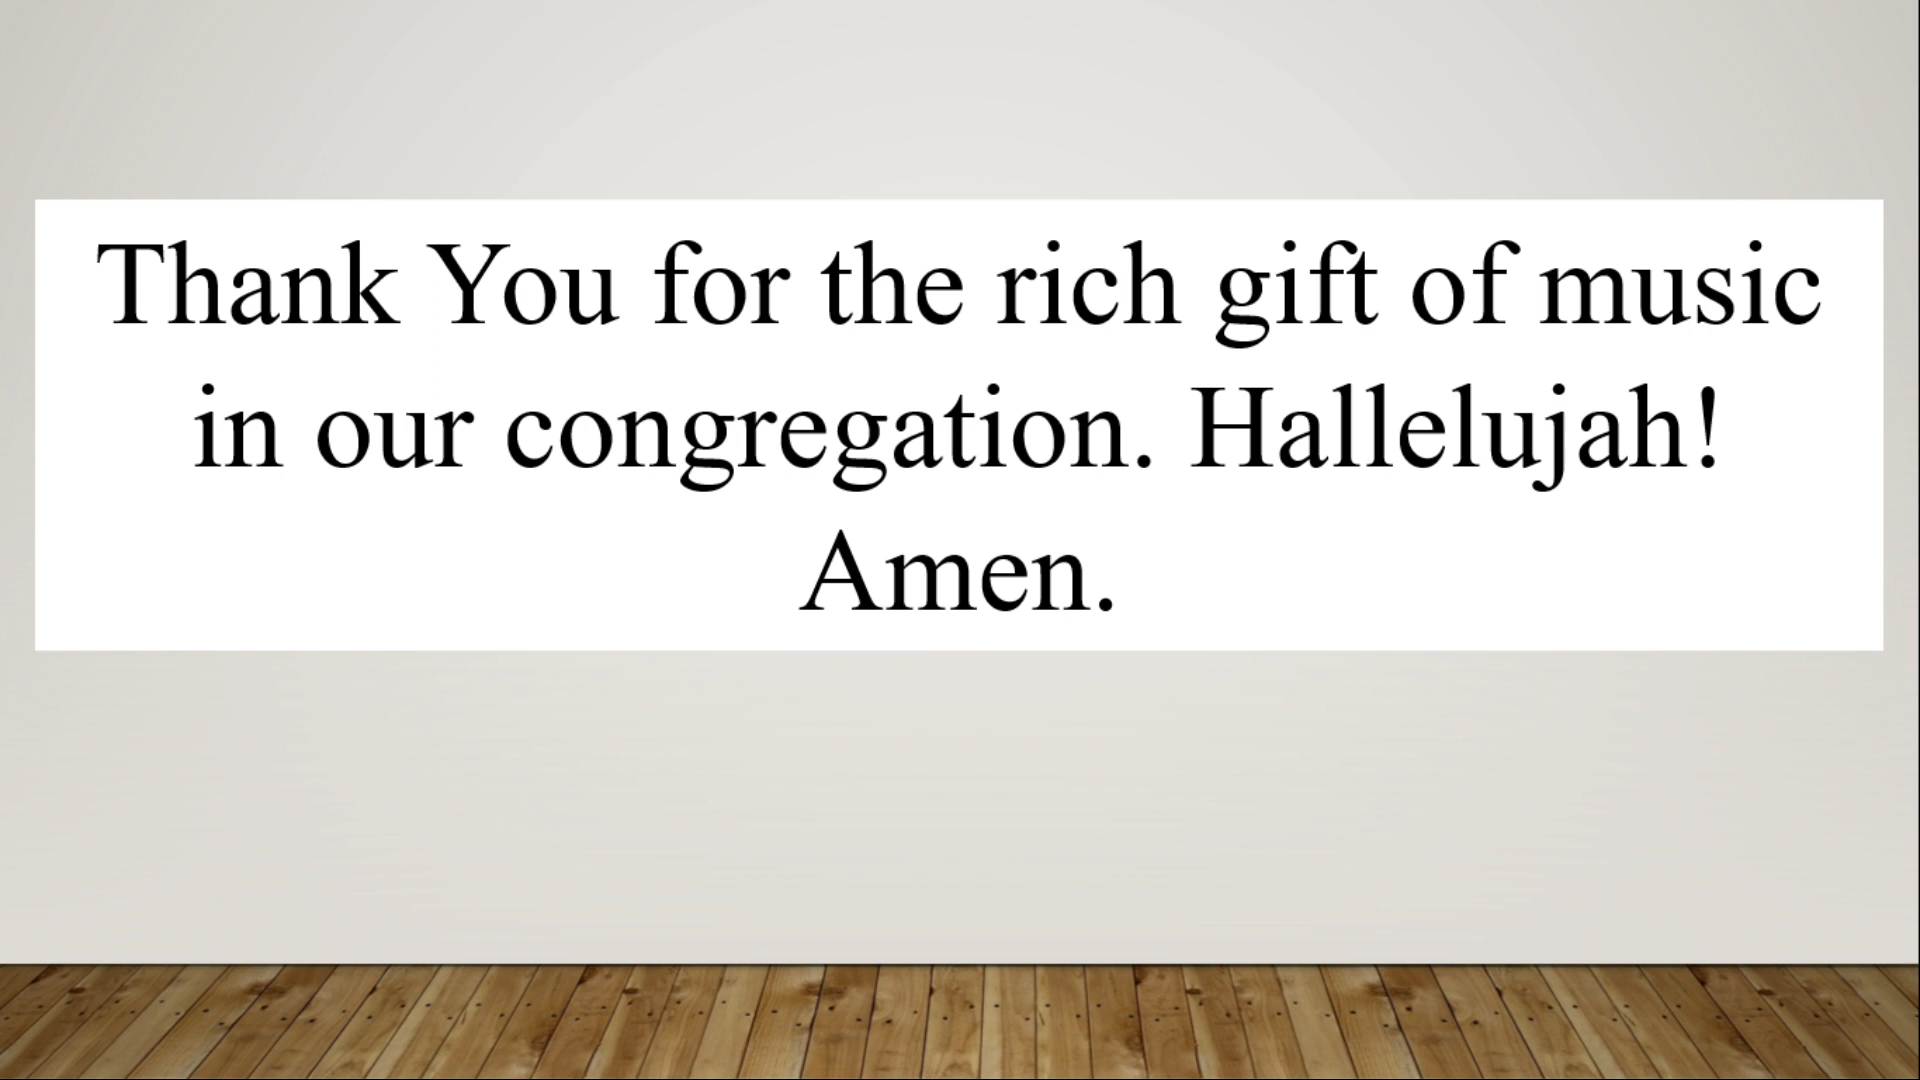 Thank You for the rich gift of music
in our congregation. Hallelujah!
Amen.